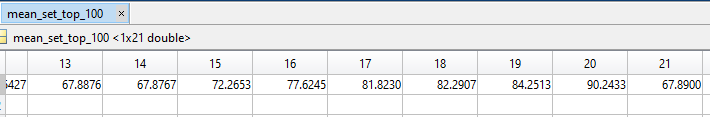 mean_set_top_100 ×
mean_set_top_100 <1x21 double>
13 14 15 16 17 18 19 20 21
5427 67.8876 67.8767 72.2653 77.6245 81.8230 82.2907 84.2513 90.2433 67.8900